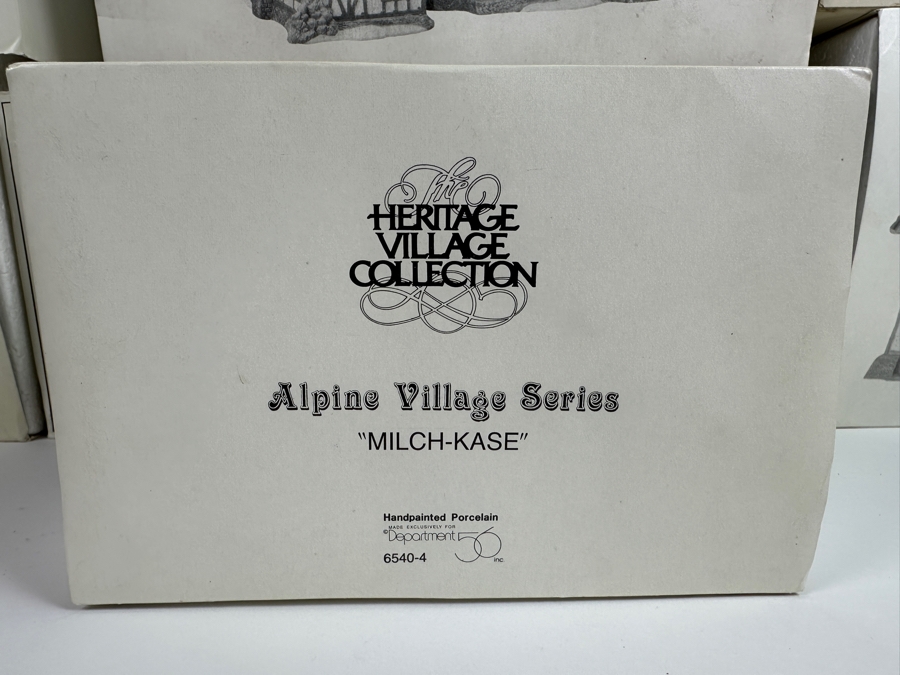 The
HERITAGE
VILLAGE
COLLECTION
Alpine Village Series
"MILCH-KASE"
Handpainted Porcelain
MADE EXCLUSIVELY FOR
©Department 56 inc.
6540-4